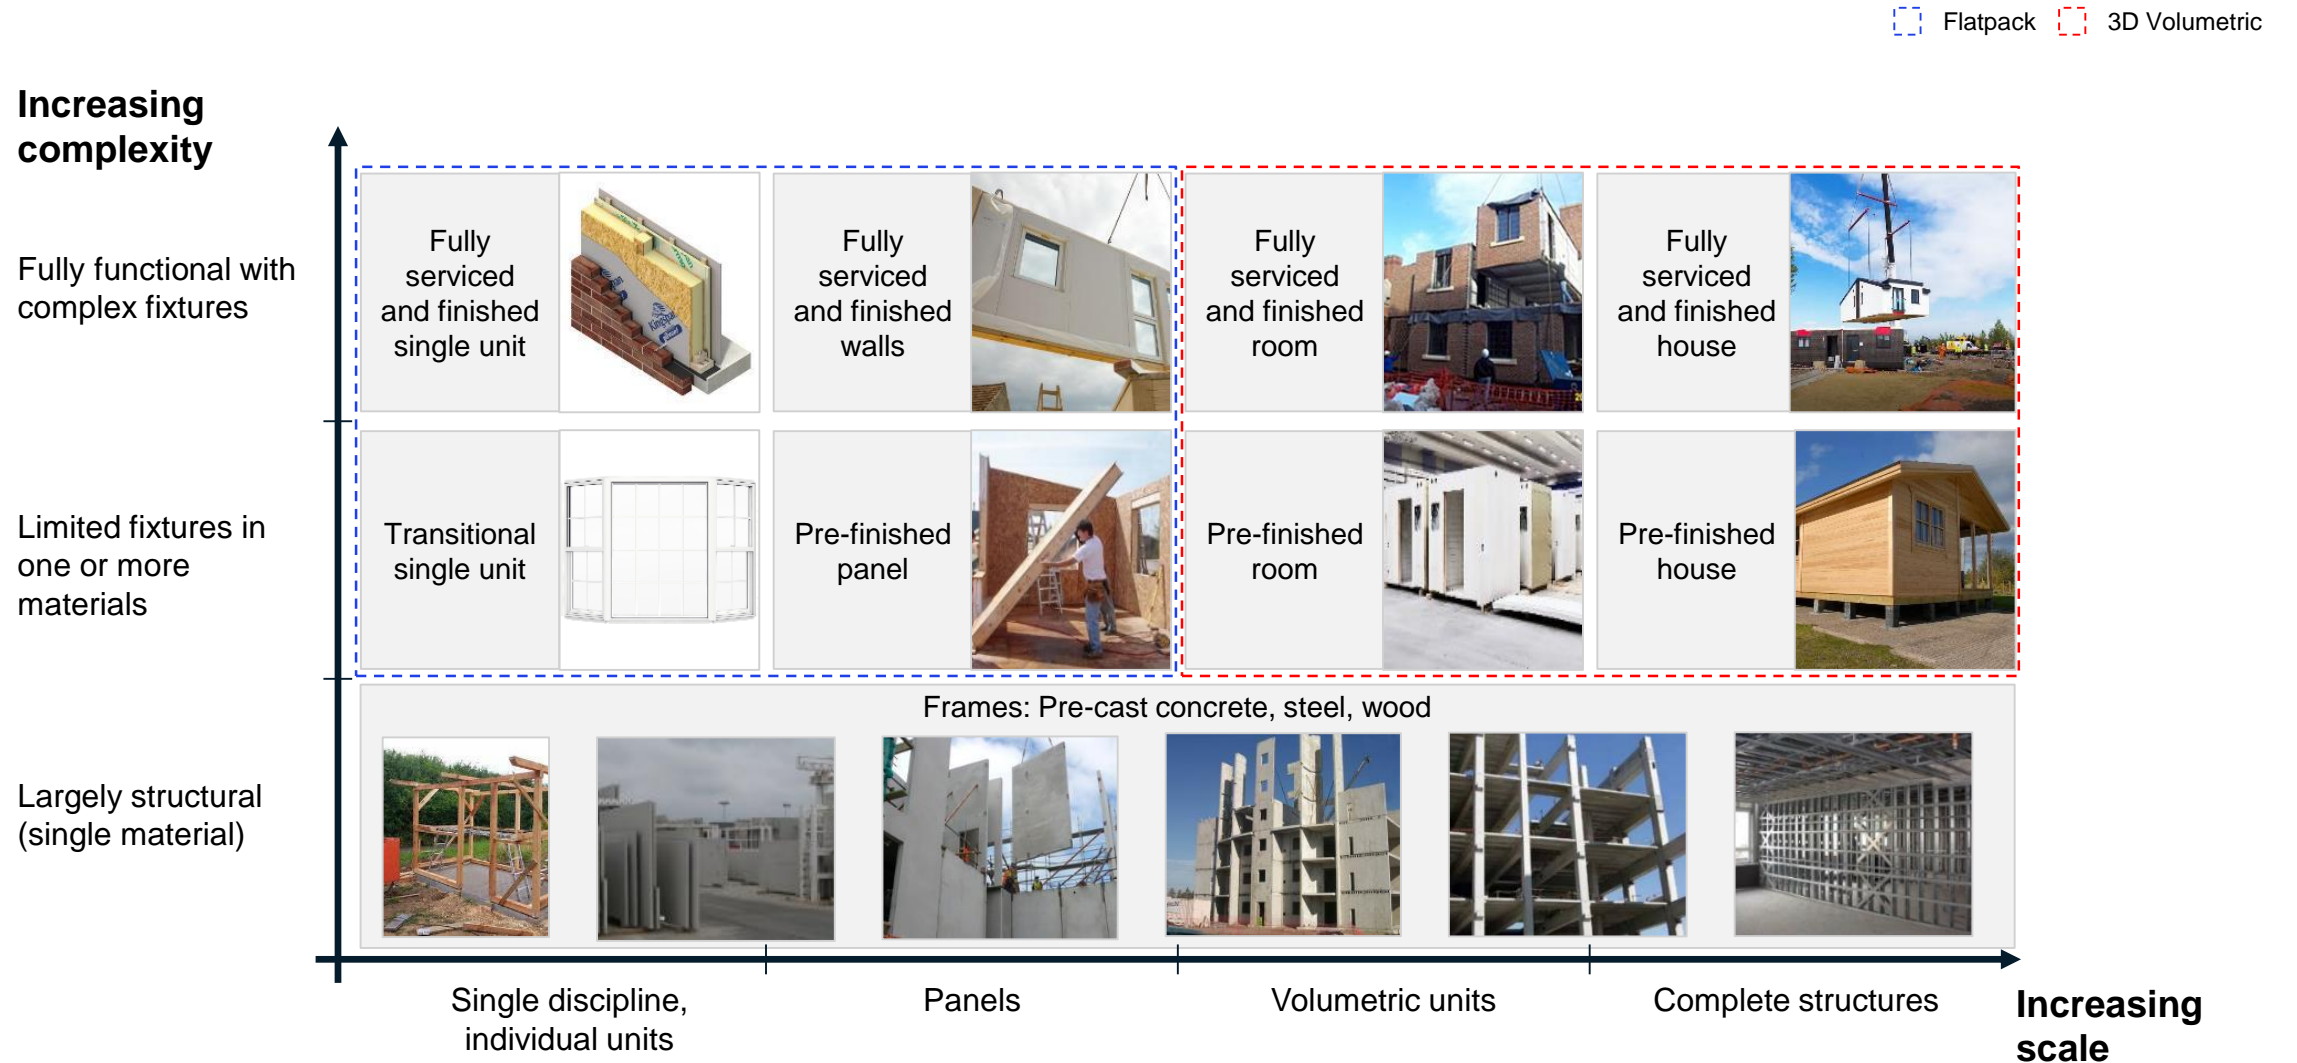 Flatpack
3D Volumetric
Increasing
complexity
Fully functional with
complex fixtures
Fully
serviced
and finished
single unit
Kingspan
Fully
serviced
and finished
walls
Fully
serviced
and finished
room
Fully
serviced
and finished
house
Limited fixtures in
one or more
materials
Transitional
single unit
Pre-finished
panel
Pre-finished
room
Pre-finished
house
Largely structural
(single material)
Frames: Pre-cast concrete, steel, wood
Single discipline,
individual units
Panels
Volumetric units
Complete structures
Increasing
scale